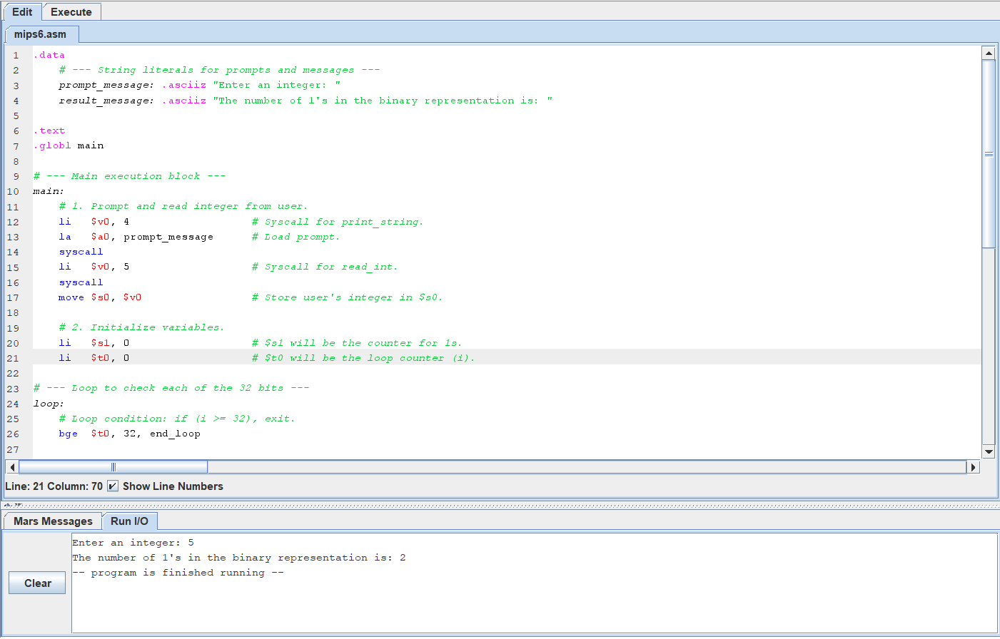 Edit Execute
mips6.asm
1 .data
2 # --- String literals for prompts and messages ---
3 prompt_message: .asciiz "Enter an integer: "
4 result_message: .asciiz "The number of 1's in the binary representation is: "
5
6 .text
7 .globl main
8
9 # --- Main execution block ---
10 main:
11 # 1. Prompt and read integer from user.
12 li $v0, 4 # Syscall for print_string.
13 la $a0, prompt_message # Load prompt.
14 syscall
15 li $v0, 5 # Syscall for read_int.
16 syscall
17 move $s0, $v0 # Store user's integer in $s0.
18
19 # 2. Initialize variables.
20 li $s1, 0 # $s1 will be the counter for 1s.
21 li $t0, 0 # $t0 will be the loop counter (i).
22
23 # --- Loop to check each of the 32 bits ---
24 loop:
25 # Loop condition: if (i >= 32), exit.
26 bge $t0, 32, end_loop
27
Line: 21 Column: 70 Show Line Numbers
Mars Messages Run I/O
Enter an integer: 5
The number of 1's in the binary representation is: 2
-- program is finished running --
Clear